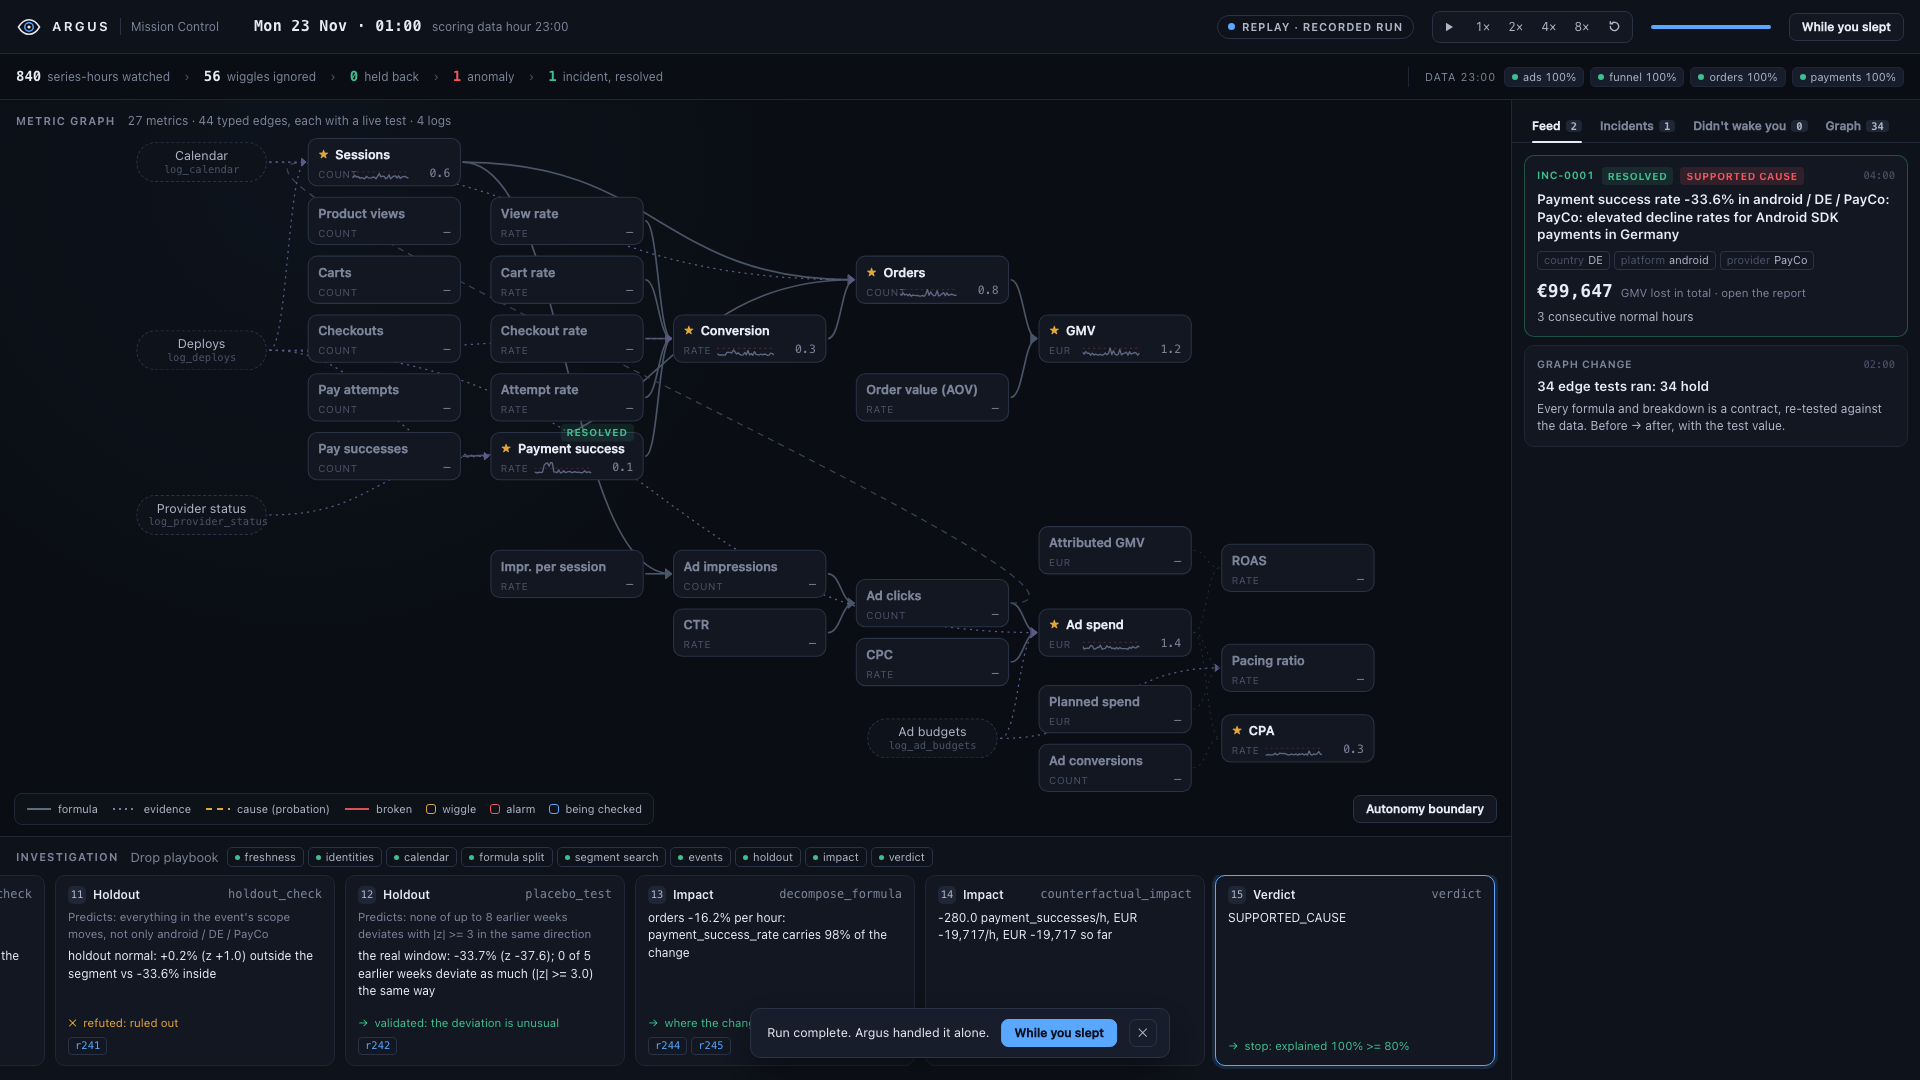 ARGUS Mission Control Mon 23 Nov · 01:00 scoring data hour 23:00 REPLAY · RECORDED RUN 1× 2× 4× 8× While you slept
840 series-hours watched › 56 wiggles ignored › 0 held back › 1 anomaly › 1 incident, resolved DATA 23:00 ads 100% funnel 100% orders 100% payments 100%
METRIC GRAPH 27 metrics · 44 typed edges, each with a live test · 4 logs
Calendar
log_calendar
Sessions
COUNT 0.6
Product views
COUNT –
View rate
RATE –
Carts
COUNT –
Cart rate
RATE –
Orders
COUNT 0.8
Deploys
log_deploys
Checkouts
COUNT –
Checkout rate
RATE –
Conversion
RATE 0.3
GMV
EUR 1.2
Pay attempts
COUNT –
Attempt rate
RATE –
Order value (AOV)
RATE –
RESOLVED
Pay successes
COUNT –
Payment success
RATE 0.1
Provider status
log_provider_status
Impr. per session
RATE –
Ad impressions
COUNT –
Attributed GMV
EUR –
ROAS
RATE –
Ad clicks
COUNT –
CTR
RATE –
Ad spend
EUR 1.4
CPC
RATE –
Pacing ratio
RATE –
Planned spend
EUR –
Ad budgets
log_ad_budgets
CPA
RATE 0.3
Ad conversions
COUNT –
formula evidence cause (probation) broken wiggle alarm being checked
Autonomy boundary
Feed 2 Incidents 1 Didn't wake you 0 Graph 34
INC-0001 RESOLVED SUPPORTED CAUSE 04:00
Payment success rate -33.6% in android / DE / PayCo:
PayCo: elevated decline rates for Android SDK
payments in Germany
country DE platform android provider PayCo
€99,647 GMV lost in total · open the report
3 consecutive normal hours
GRAPH CHANGE 02:00
34 edge tests ran: 34 hold
Every formula and breakdown is a contract, re-tested against
the data. Before → after, with the test value.
INVESTIGATION Drop playbook freshness identities calendar formula split segment search events holdout impact verdict
check
the
11 Holdout holdout_check
Predicts: everything in the event's scope
moves, not only android / DE / PayCo
holdout normal: +0.2% (z +1.0) outside the
segment vs -33.6% inside
× refuted: ruled out
r241
12 Holdout placebo_test
Predicts: none of up to 8 earlier weeks
deviates with |z| >= 3 in the same direction
the real window: -33.7% (z -37.6); 0 of 5
earlier weeks deviate as much (|z| >= 3.0)
the same way
→ validated: the deviation is unusual
r242
13 Impact decompose_formula
orders -16.2% per hour:
payment_success_rate carries 98% of the
change
→ where the chan
r244 r245
14 Impact counterfactual_impact
-280.0 payment_successes/h, EUR
-19,717/h, EUR -19,717 so far
15 Verdict verdict
SUPPORTED_CAUSE
→ stop: explained 100% >= 80%
Run complete. Argus handled it alone. While you slept ×